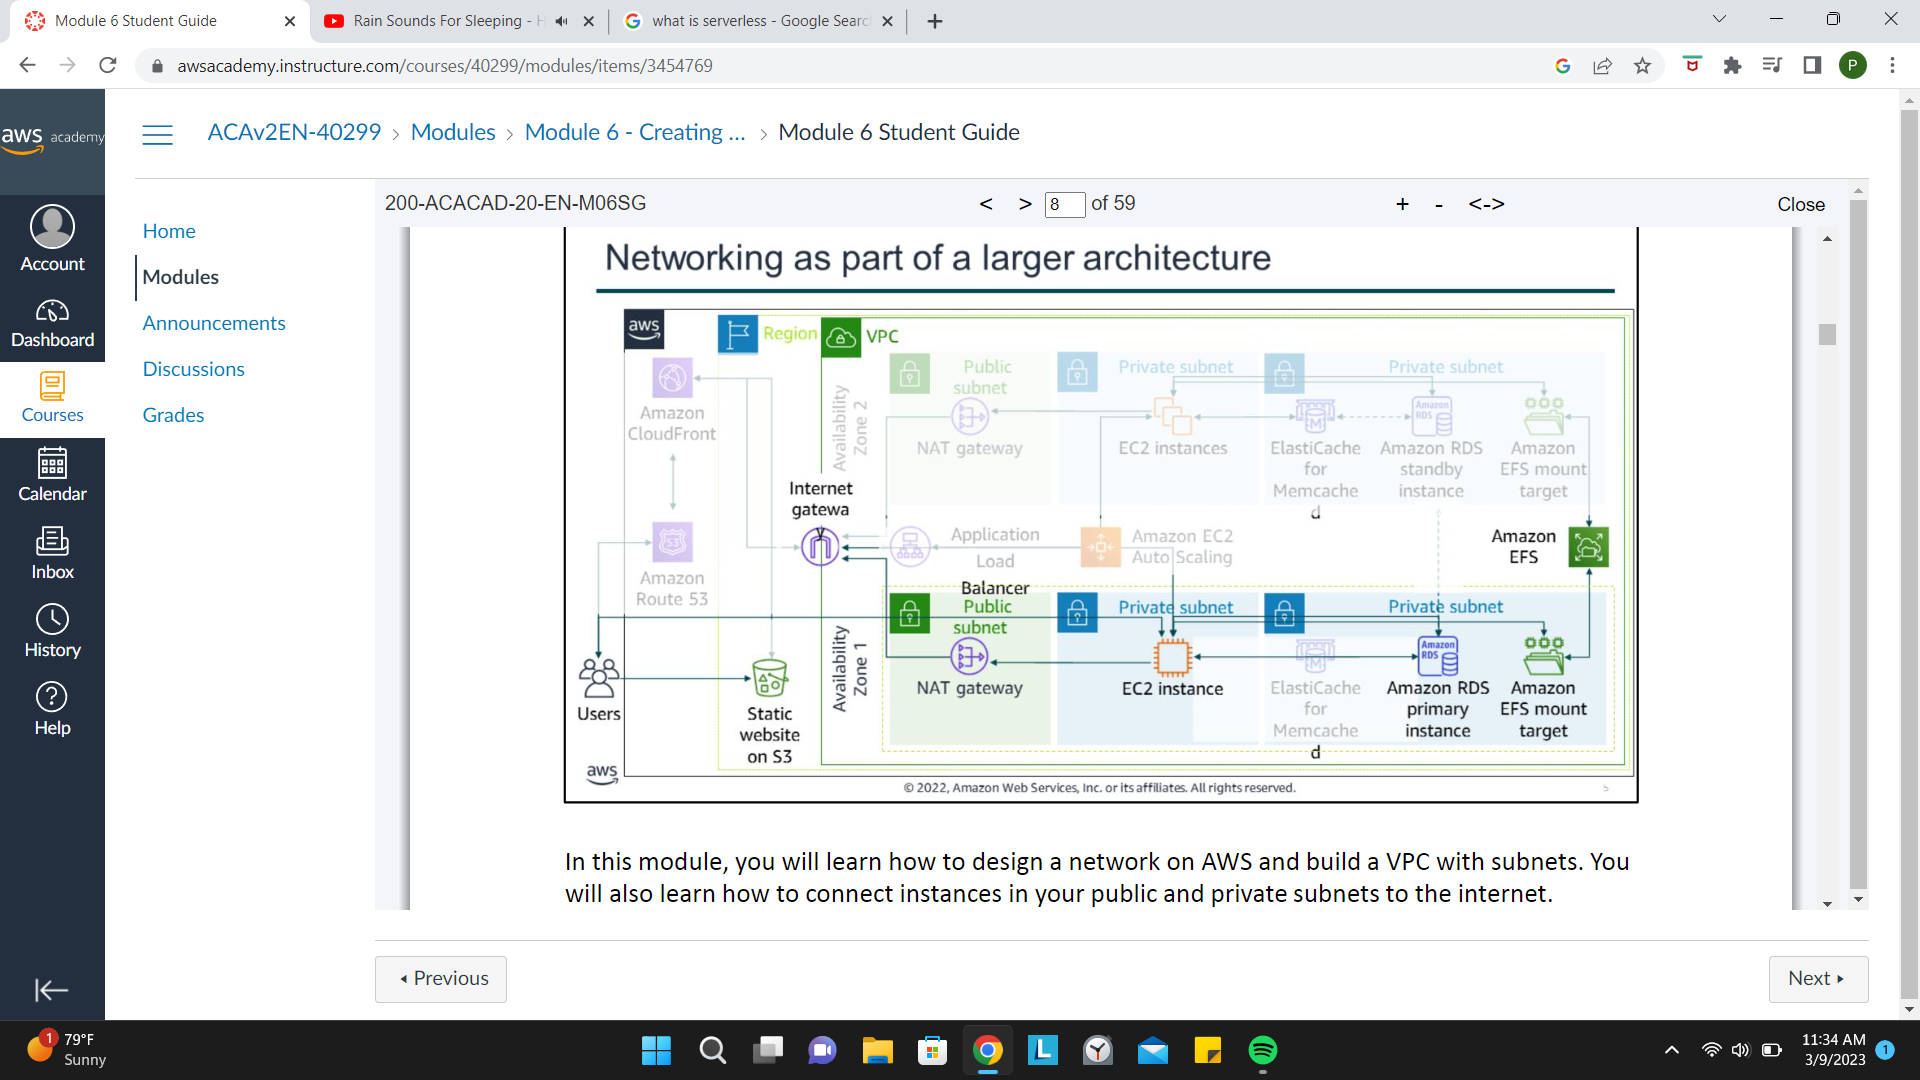 Module 6 Student Guide
Rain Sounds For Sleeping - H
what is serverless - Google Searc
awsacademy.instructure.com/courses/40299/modules/items/3454769
P
aws academy
ACAv2EN-40299 > Modules > Module 6 - Creating ... > Module 6 Student Guide
Account
Dashboard
Courses
Calendar
Inbox
History
Help
Home
Modules
Announcements
Discussions
Grades
200-ACACAD-20-EN-M06SG
< > 8 of 59
+ - <->
Close
Networking as part of a larger architecture
aws
Region
VPC
Amazon
CloudFront
Amazon
Route 53
Users
Static
website
on S3
Internet
gatewa
y
Availability
Zone 2
Public
subnet
NAT gateway
Private subnet
EC2 instances
Private subnet
ElastiCache
for
Memcache
d
Amazon
RDS
Amazon RDS
standby
instance
Amazon
EFS mount
target
Application
Load
Balancer
Amazon EC2
Auto Scaling
Amazon
EFS
Availability
Zone 1
Public
subnet
NAT gateway
Private subnet
EC2 instance
Private subnet
ElastiCache
for
Memcache
d
Amazon
RDS
Amazon RDS
primary
instance
Amazon
EFS mount
target
aws
© 2022, Amazon Web Services, Inc. or its affiliates. All rights reserved.
5
In this module, you will learn how to design a network on AWS and build a VPC with subnets. You
will also learn how to connect instances in your public and private subnets to the internet.
Previous
Next
1
79°F
Sunny
11:34 AM
3/9/2023
1